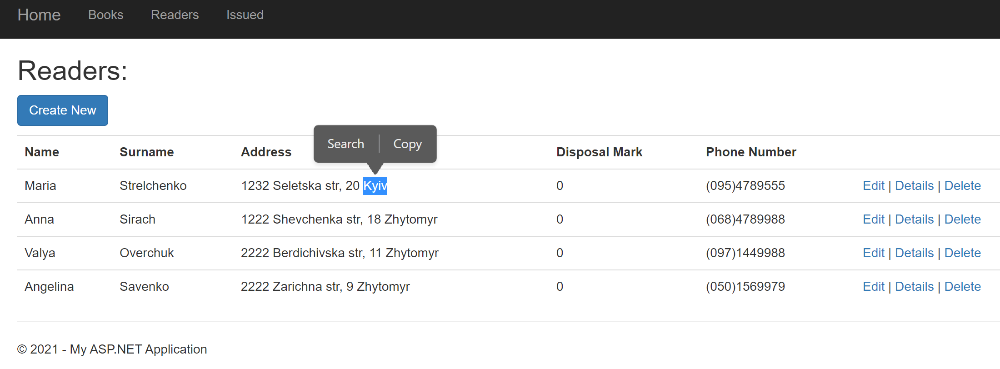 Home Books Readers Issued
Readers:
Create New
Search | Copy
Name Surname Address Disposal Mark Phone Number
Maria Strelchenko 1232 Seletska str, 20 Kyiv 0 (095)4789555 Edit | Details | Delete
Anna Sirach 1222 Shevchenka str, 18 Zhytomyr 0 (068)4789988 Edit | Details | Delete
Valya Overchuk 2222 Berdichivska str, 11 Zhytomyr 0 (097)1449988 Edit | Details | Delete
Angelina Savenko 2222 Zarichna str, 9 Zhytomyr 0 (050)1569979 Edit | Details | Delete
© 2021 - My ASP.NET Application